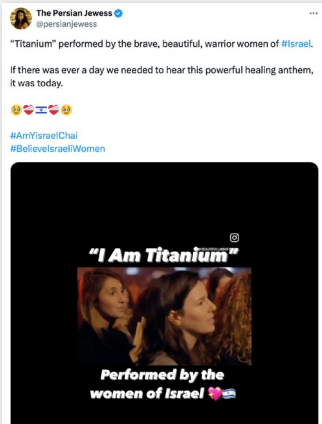 The Persian Jewess
@persianjewess
“Titanium” performed by the brave, beautiful, warrior women of #Israel.
If there was ever a day we needed to hear this powerful healing anthem,
it was today.
🥹❤️‍🩹🇮🇱❤️‍🩹🥹
#AmYisraelChai
#BelieveIsraeliWomen
“I Am Titanium”
Performed by the
women of Israel 💖🇮🇱